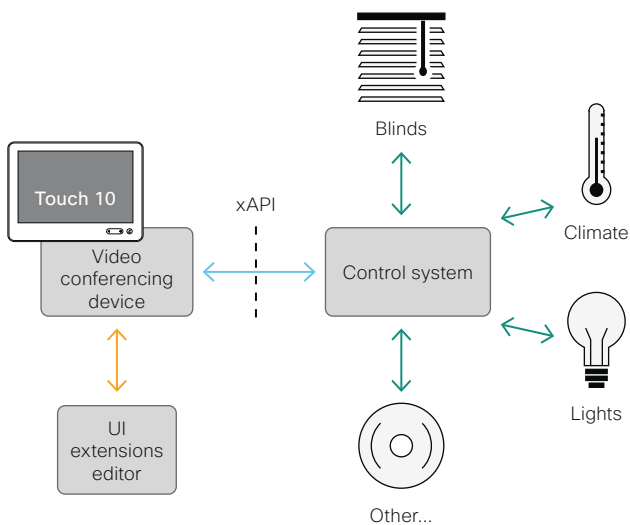 Blinds
Touch 10
xAPI
Climate
Video
conferencing
device
Control system
UI
extensions
editor
Lights
Other...